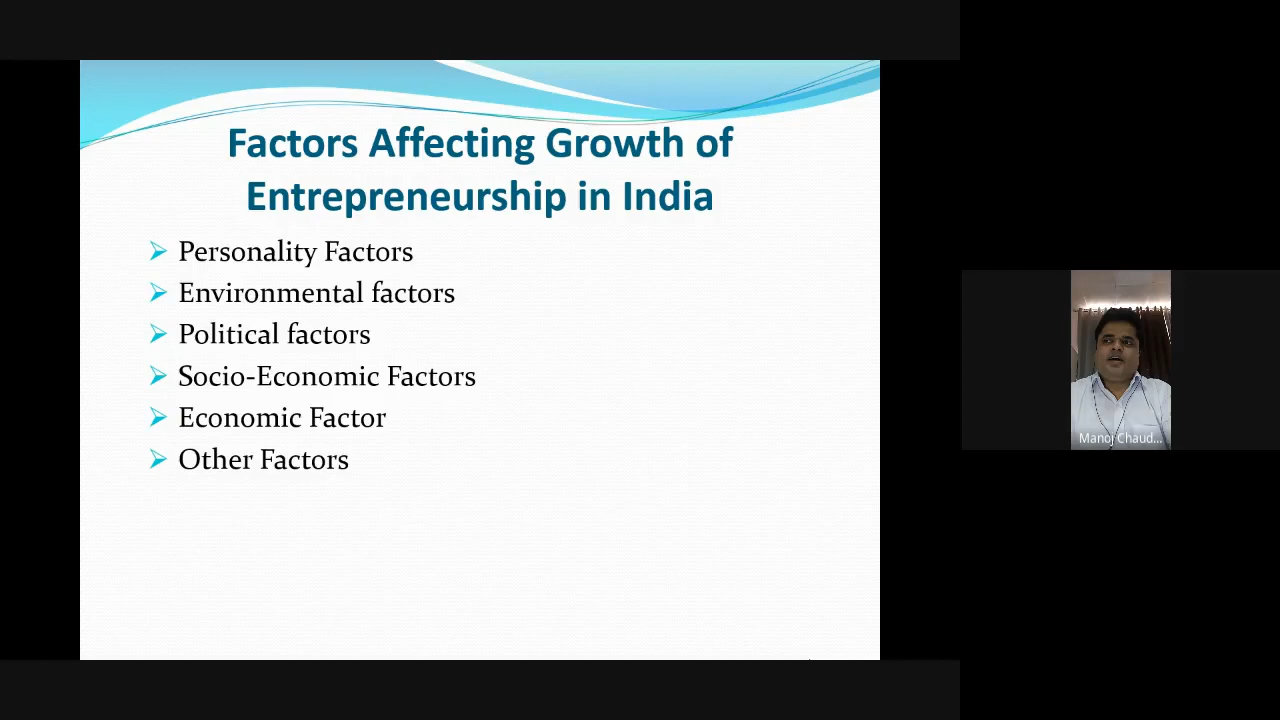 Factors Affecting Growth of
Entrepreneurship in India
Personality Factors
Environmental factors
Political factors
Socio-Economic Factors
Economic Factor
Other Factors
Manoj Chaud...